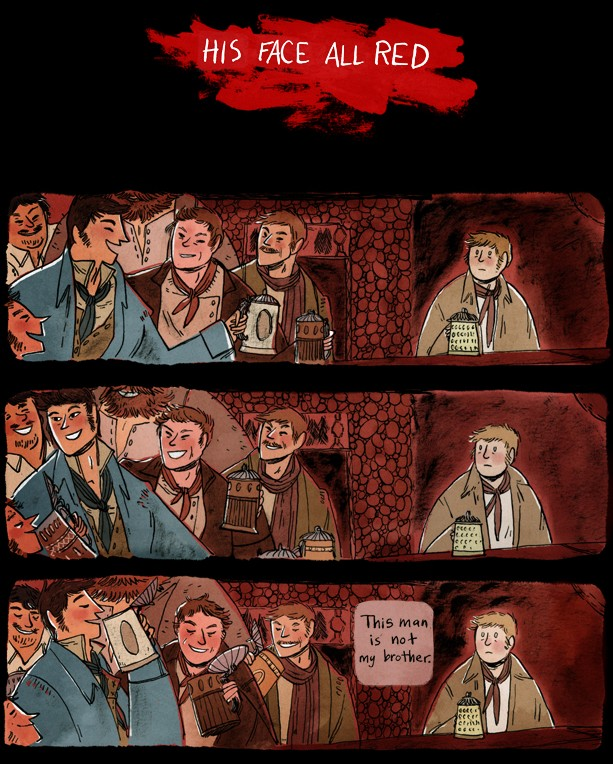 HIS FACE ALL RED
This man
is not
my brother.